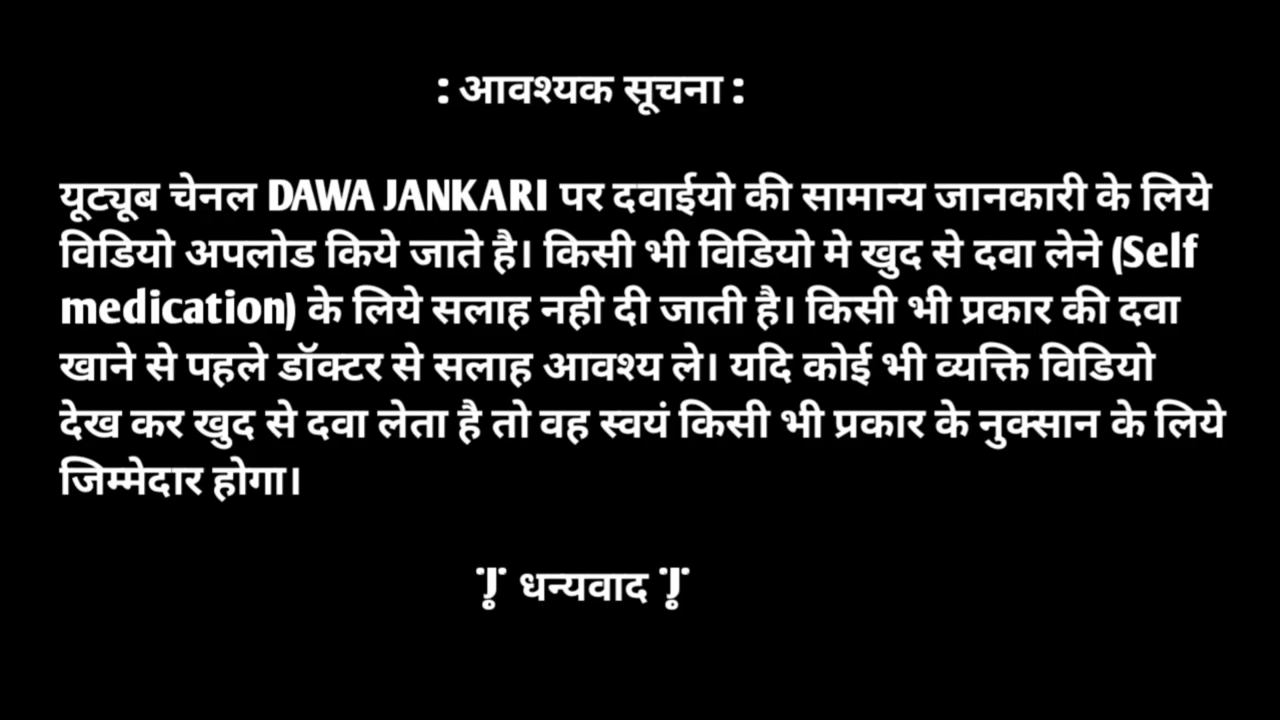 : आवश्यक सूचना :
यूट्यूब चेनल DAWA JANKARI पर दवाईयो की सामान्य जानकारी के लिये
विडियो अपलोड किये जाते है। किसी भी विडियो मे खुद से दवा लेने (Self
medication) के लिये सलाह नही दी जाती है। किसी भी प्रकार की दवा
खाने से पहले डॉक्टर से सलाह आवश्य ले। यदि कोई भी व्यक्ति विडियो
देख कर खुद से दवा लेता है तो वह स्वयं किसी भी प्रकार के नुक्सान के लिये
जिम्मेदार होगा।
धन्यवाद